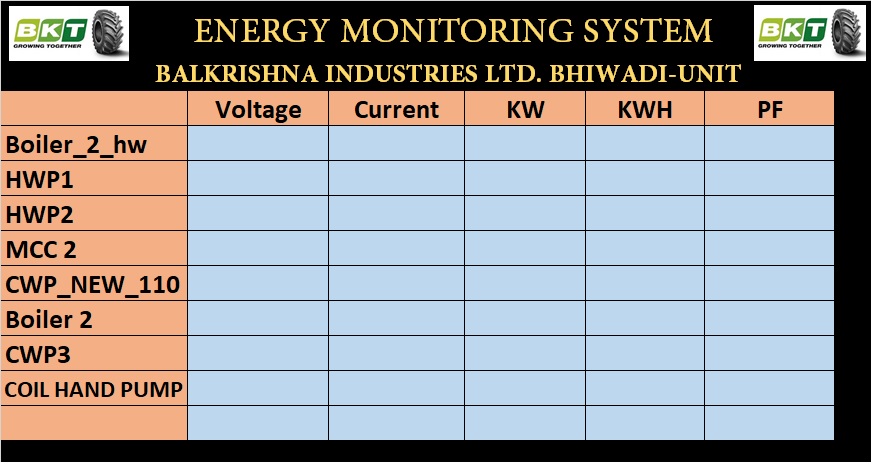 BKT
GROWING TOGETHER
ENERGY MONITORING SYSTEM
BKT
GROWING TOGETHER
BALKRISHNA INDUSTRIES LTD. BHIWADI-UNIT
Voltage Current KW KWH PF
Boiler_2_hw
HWP1
HWP2
MCC 2
CWP_NEW_110
Boiler 2
CWP3
COIL HAND PUMP